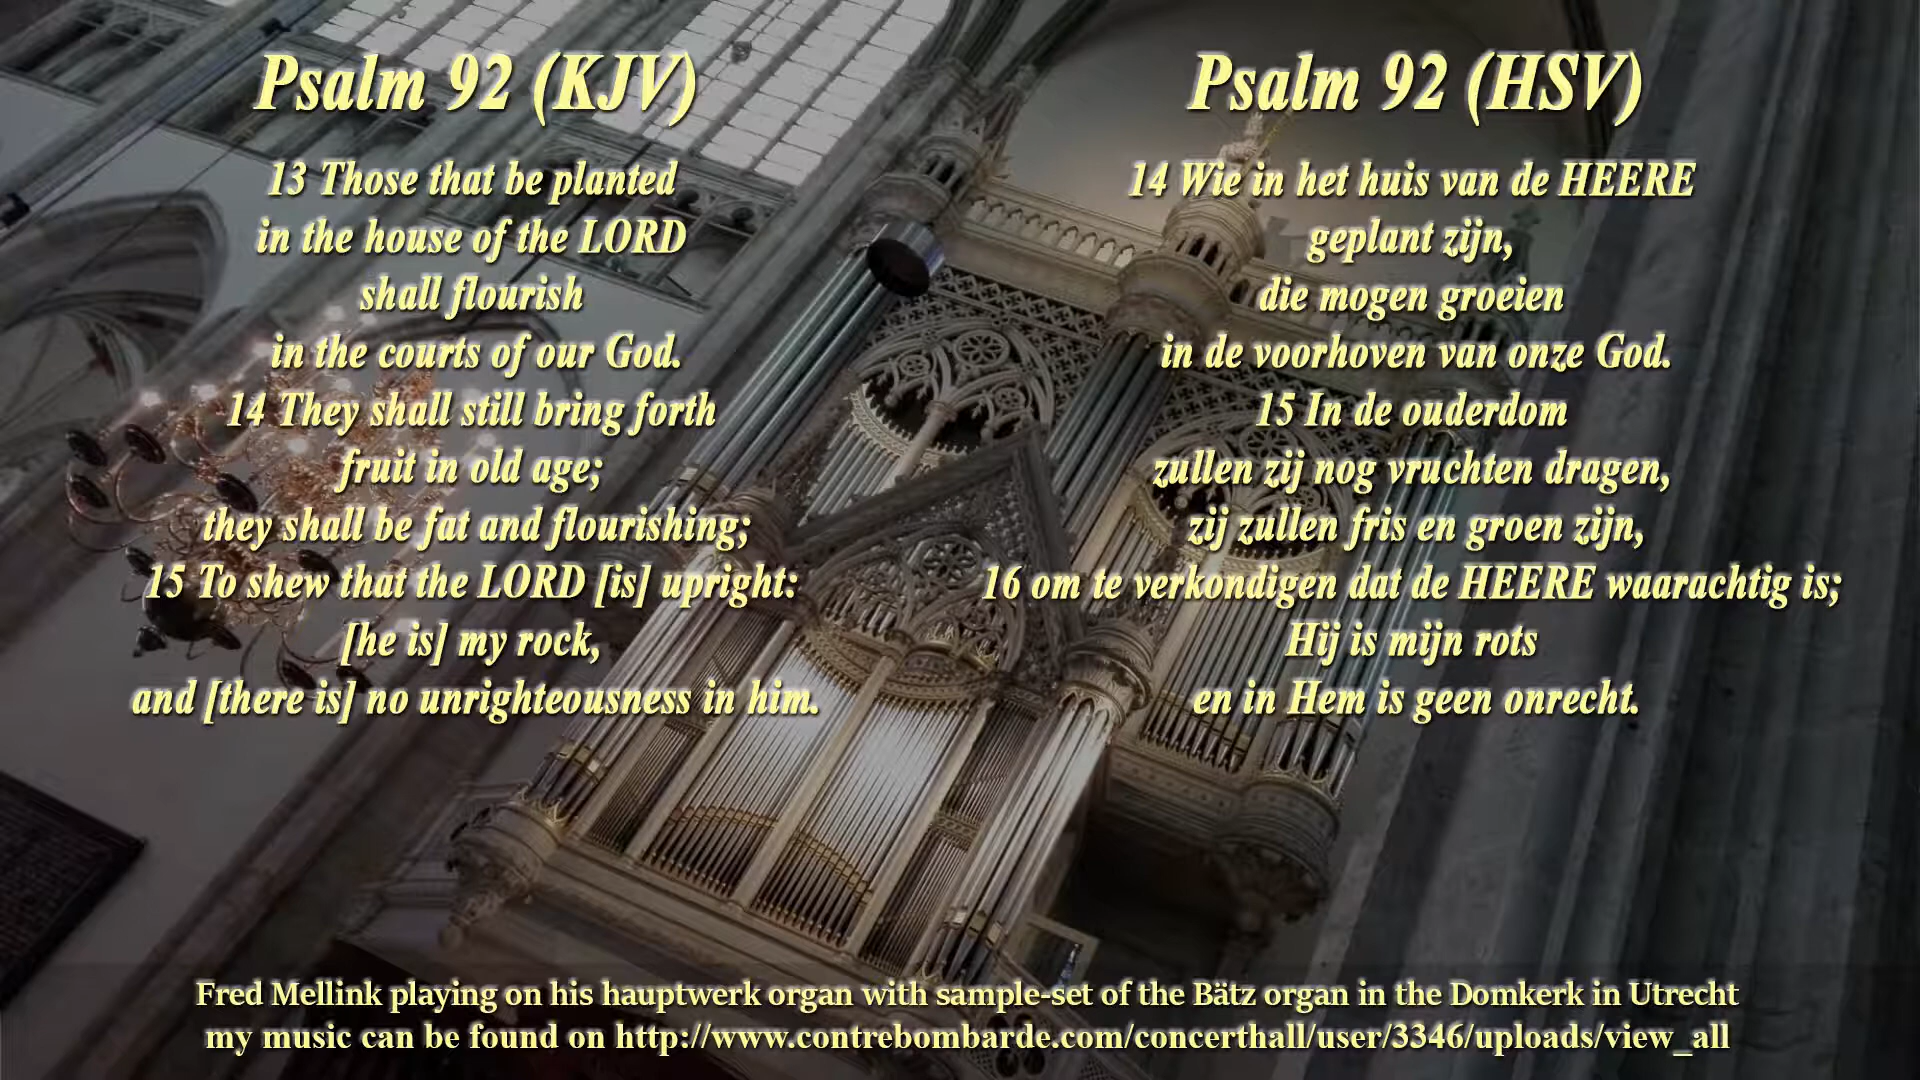 Psalm 92 (KJV)
13 Those that be planted
in the house of the LORD
shall flourish
in the courts of our God.
14 They shall still bring forth
fruit in old age;
they shall be fat and flourishing;
15 To shew that the LORD [is] upright:
[he is] my rock,
and [there is] no unrighteousness in him.
Psalm 92 (HSV)
14 Wie in het huis van de HEERE
geplant zijn,
die mogen groeien
in de voorhoven van onze God.
15 In de ouderdom
zullen zij nog vruchten dragen,
zij zullen fris en groen zijn,
16 om te verkondigen dat de HEERE waarachtig is;
Hij is mijn rots
en in Hem is geen onrecht.
Fred Mellink playing on his hauptwerk organ with sample-set of the Bätz organ in the Domkerk in Utrecht
my music can be found on http://www.contrebombarde.com/concerthall/user/3346/uploads/view_all